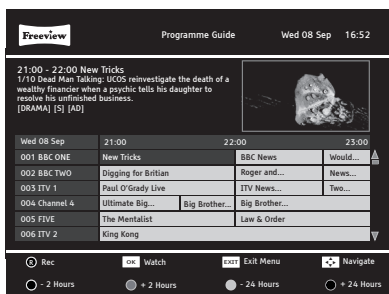 Freeview Programme Guide Wed 08 Sep 16:52
21:00 - 22:00 New Tricks
1/10 Dead Man Talking: UCOS reinvestigate the death of a
wealthy financier when a psychic tells his daughter to
resolve his unfinished
business.
[DRAMA] [S] [AD]
Wed 08 Sep 21:00 22:00 23:00
001 BBC ONE New Tricks BBC News Would...
002 BBC TWO Digging for Britian Roger and... News...
003 ITV 1 Paul O'Grady Live ITV News... Two...
004 Channel 4 Ultimate Big... Big Brother... Big Brother...
005 FIVE The Mentalist Law & Order
006 ITV 2 King Kong
R Rec OK Watch EXIT Exit Menu Navigate
- 2 Hours + 2 Hours - 24 Hours + 24 Hours